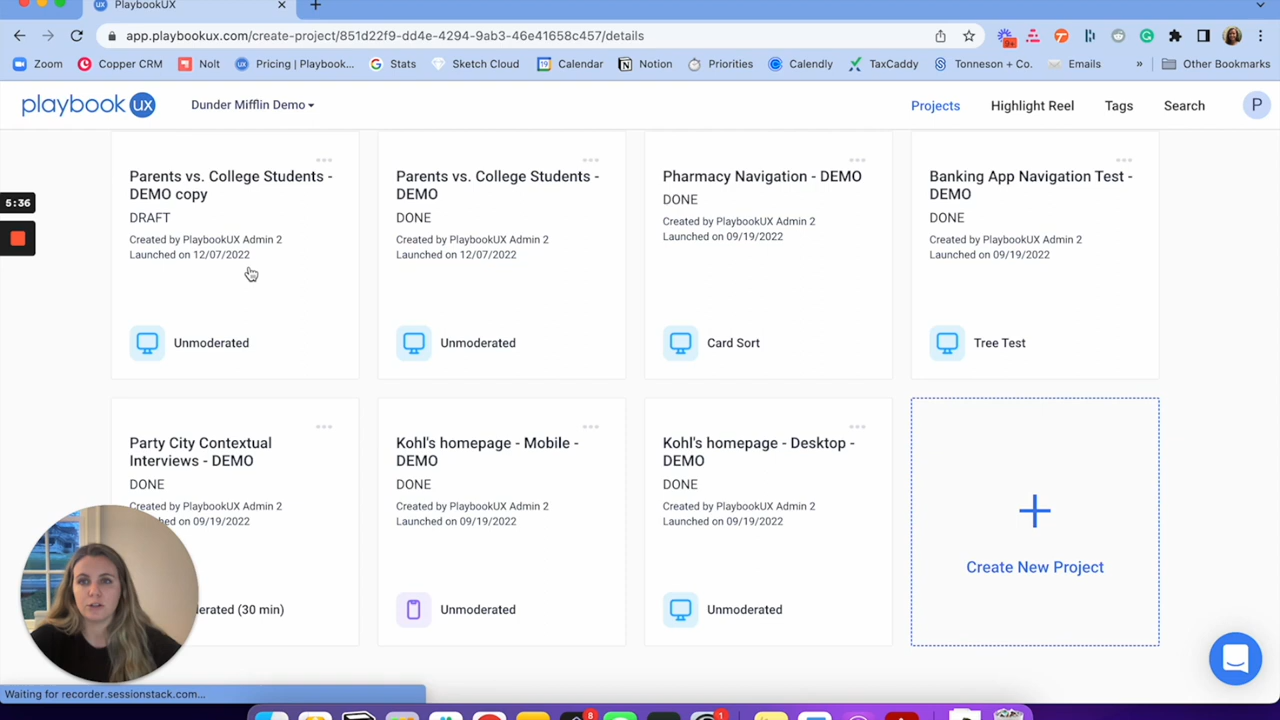 PlaybookUX
app.playbookux.com/create-project/851d22f9-dd4e-4294-9ab3-46e41658c457/details
Zoom
Copper CRM
Nolt
Pricing | Playbook...
Stats
Sketch Cloud
Calendar
Notion
Priorities
Calendly
TaxCaddy
Tonneson + Co.
Emails
»
Other Bookmarks
playbook ux
Dunder Mifflin Demo
Projects
Highlight Reel
Tags
Search
P
5:36
Parents vs. College Students -
DEMO copy
DRAFT
Created by PlaybookUX Admin 2
Launched on 12/07/2022
Unmoderated
Parents vs. College Students -
DEMO
DONE
Created by PlaybookUX Admin 2
Launched on 12/07/2022
Unmoderated
Pharmacy Navigation - DEMO
DONE
Created by PlaybookUX Admin 2
Launched on 09/19/2022
Card Sort
Banking App Navigation Test -
DEMO
DONE
Created by PlaybookUX Admin 2
Launched on 09/19/2022
Tree Test
Party City Contextual
Interviews - DEMO
DONE
Created by PlaybookUX Admin 2
on 09/19/2022
(30 min)
Kohl's homepage - Mobile -
DEMO
DONE
Created by PlaybookUX Admin 2
Launched on 09/19/2022
Unmoderated
Kohl's homepage - Desktop -
DEMO
DONE
Created by PlaybookUX Admin 2
Launched on 09/19/2022
Unmoderated
Create New Project
Waiting for recorder.sessionstack.com...
8
1